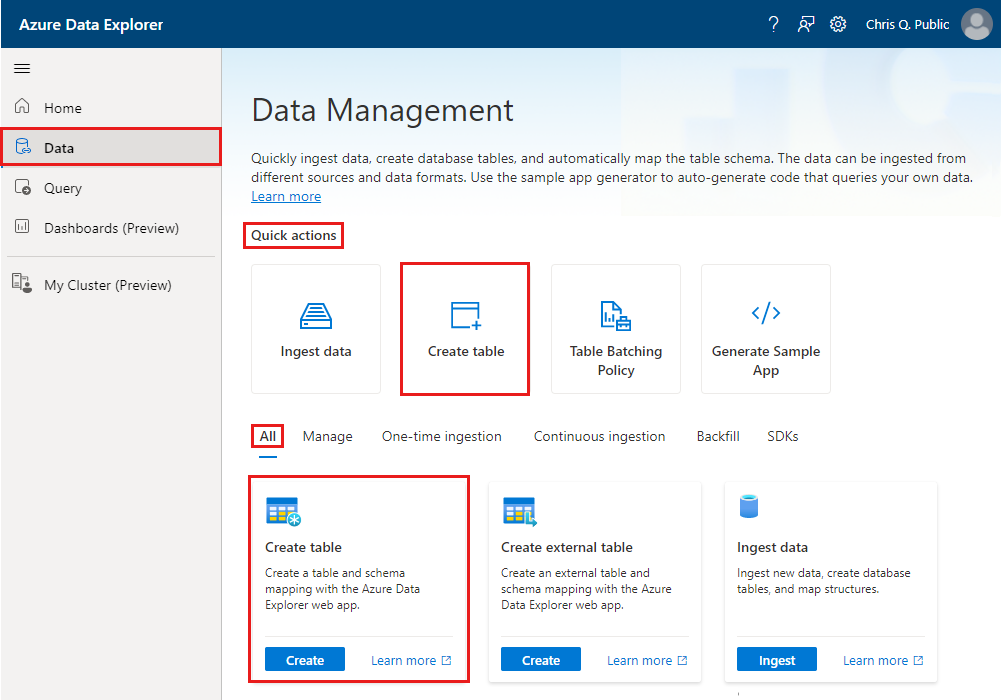 Azure Data Explorer
? Chris Q. Public
Home
Data
Query
Dashboards (Preview)
My Cluster (Preview)
Data Management
Quickly ingest data, create database tables, and automatically map the table schema. The data can be ingested from
different sources and data formats. Use the sample app generator to auto-generate code that queries your own data.
Learn more
Quick actions
Ingest data
Create table
Table Batching
Policy
Generate Sample
App
All Manage One-time ingestion Continuous ingestion Backfill SDKs
Create table
Create a table and schema
mapping with the Azure Data
Explorer web app.
Create Learn more
Create external table
Create an external table and
schema mapping with the Azure
Data Explorer web app.
Create Learn more
Ingest data
Ingest new data, create database
tables, and map structures.
Ingest Learn more